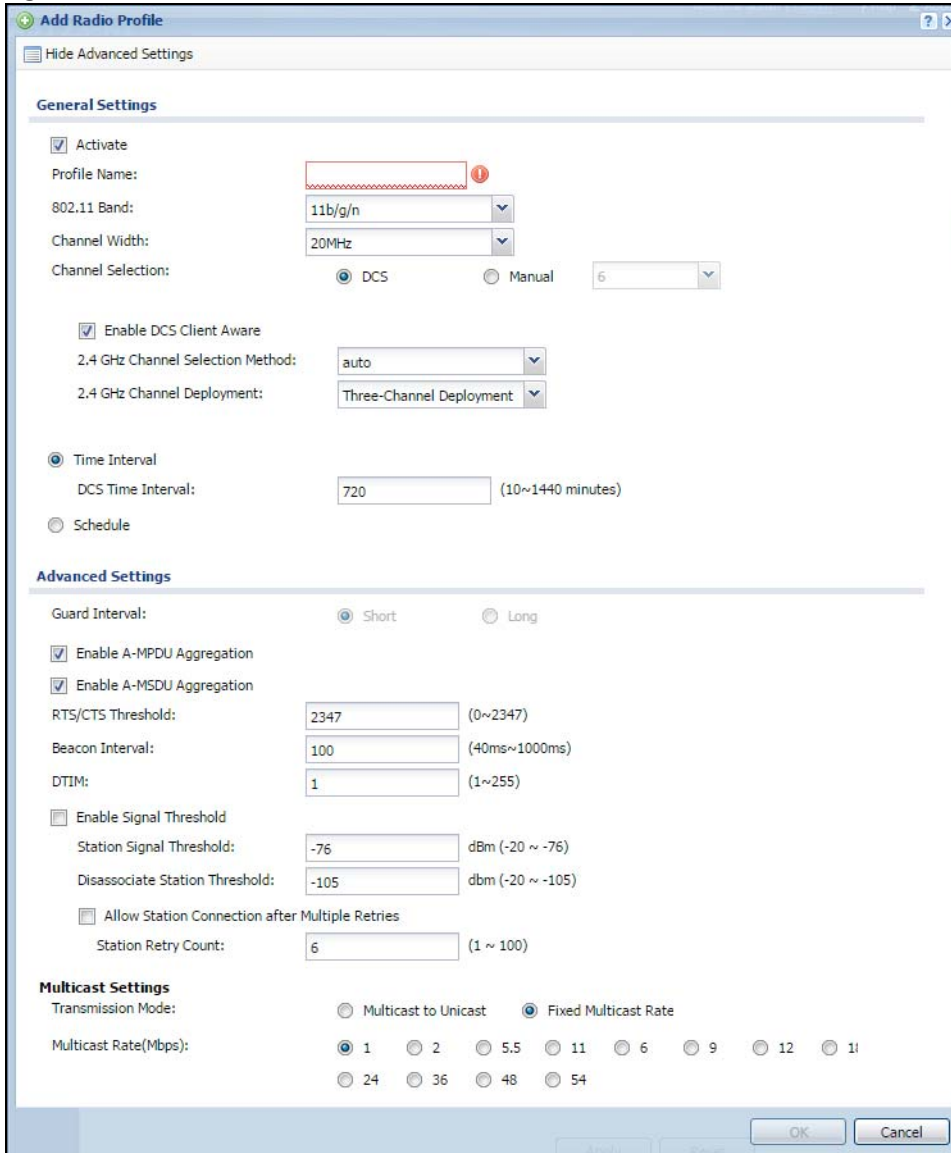 Add Radio Profile
Hide Advanced Settings
General Settings
Activate
Profile Name:
802.11 Band: 11b/g/n
Channel Width: 20MHz
Channel Selection: DCS Manual 6
Enable DCS Client Aware
2.4 GHz Channel Selection Method: auto
2.4 GHz Channel Deployment: Three-Channel Deployment
Time Interval
DCS Time Interval: 720 (10~1440 minutes)
Schedule
Advanced Settings
Guard Interval: Short Long
Enable A-MPDU Aggregation
Enable A-MSDU Aggregation
RTS/CTS Threshold: 2347 (0~2347)
Beacon Interval: 100 (40ms~1000ms)
DTIM: 1 (1~255)
Enable Signal Threshold
Station Signal Threshold: -76 dBm (-20 ~ -76)
Disassociate Station Threshold: -105 dbm (-20 ~ -105)
Allow Station Connection after Multiple Retries
Station Retry Count: 6 (1 ~ 100)
Multicast Settings
Transmission Mode: Multicast to Unicast Fixed Multicast Rate
Multicast Rate(Mbps): 1 2 5.5 11 6 9 12
24 36 48 54
OK Cancel